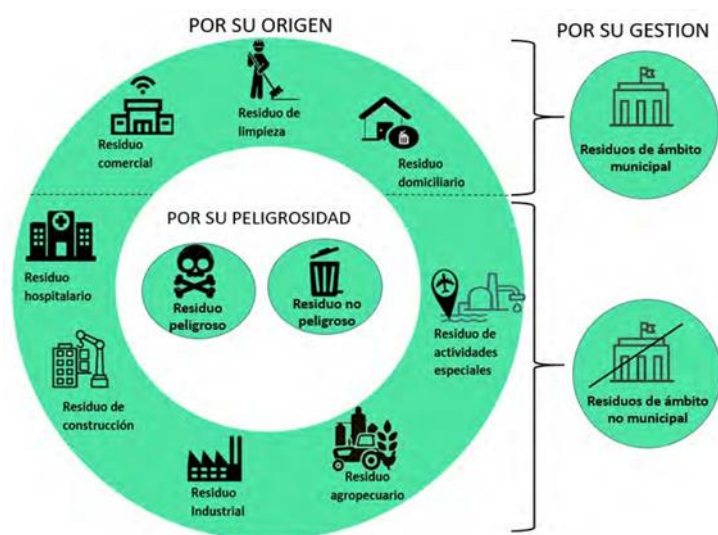 POR SU ORIGEN
POR SU GESTION
Residuo de
limpieza
Residuo
comercial
Residuo
domiciliario
Residuos de ámbito
municipal
POR SU PELIGROSIDAD
Residuo
hospitalario
Residuo
peligroso
Residuo no
peligroso
Residuo de
actividades
especiales
Residuos de ámbito
no municipal
Residuo de
construcción
Residuo
Industrial
Residuo
agropecuario